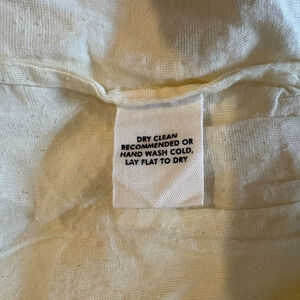 DRY CLEAN
RECOMMENDED OR
HAND WASH COLD,
LAY FLAT TO DRY